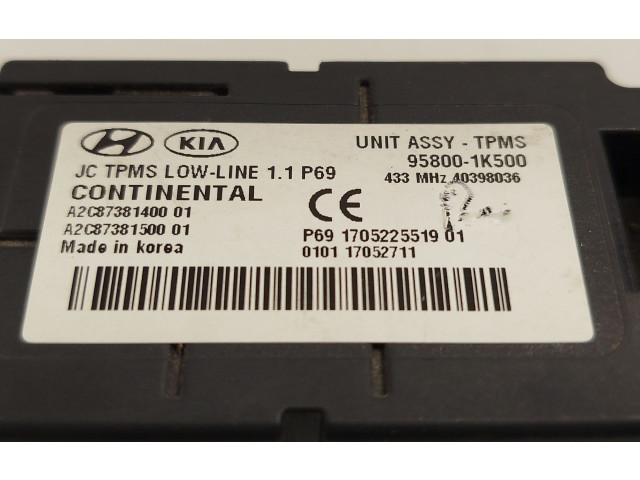 KIA
UNIT ASSY - TPMS
95800-1K500
JC TPMS LOW-LINE 1.1 P69
433 MHz 40398036
CONTINENTAL
A2C87381400 01
A2C87381500 01
CE
P69 1705225519 01
Made in korea
0101 17052711